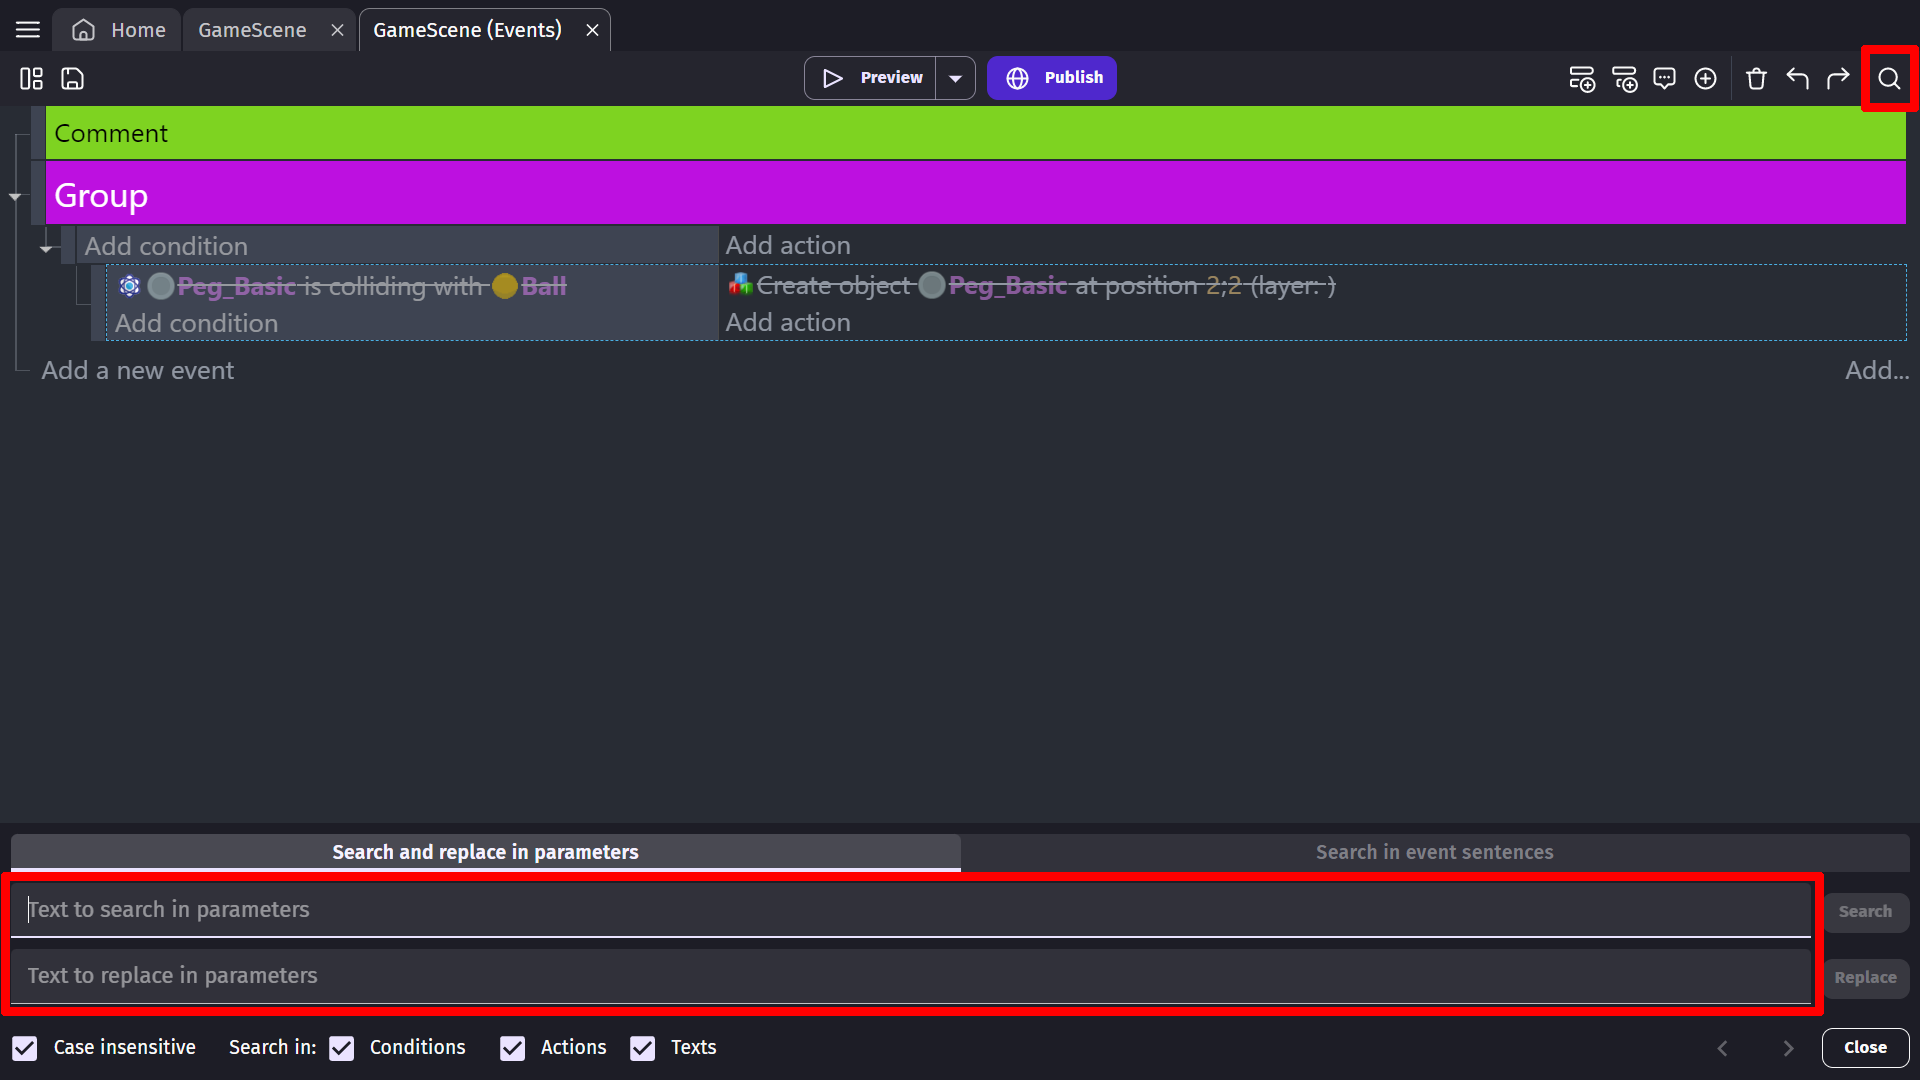 Home
GameScene
GameScene (Events)
Preview
Publish
Comment
Group
Add condition
Add action
Peg_Basic is colliding with Ball
Create object Peg_Basic at position 2;2 (layer: )
Add condition
Add action
Add a new event
Add...
Search and replace in parameters
Search in event sentences
Text to search in parameters
Search
Text to replace in parameters
Replace
Case insensitive
Search in:
Conditions
Actions
Texts
Close